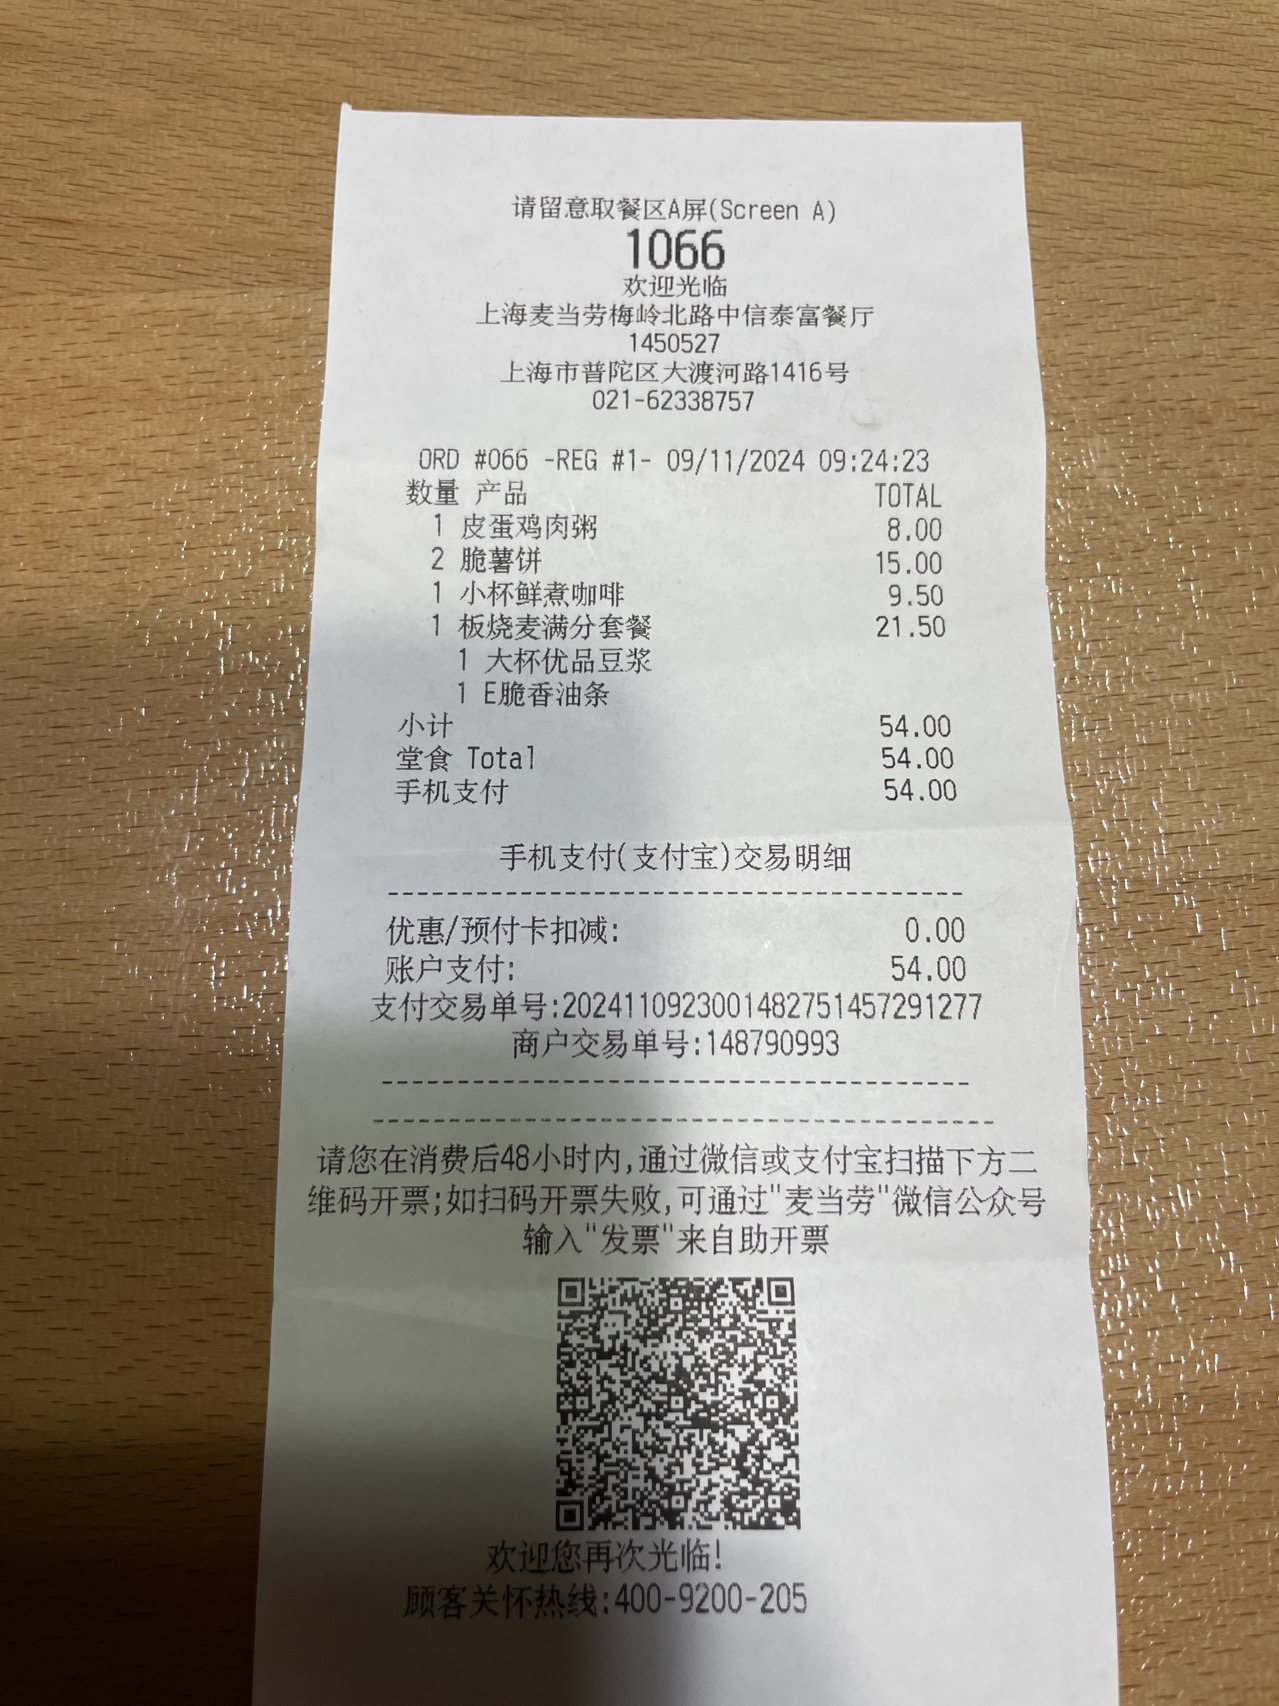 请留意取餐区A屏(Screen A)
1066
欢迎光临
上海麦当劳梅岭北路中信泰富餐厅
1450527
上海市普陀区大渡河路1416号
021-62338757
ORD #066 -REG #1- 09/11/2024 09:24:23
数量 产品 TOTAL
1 皮蛋鸡肉粥 8.00
2 脆薯饼 15.00
1 小杯鲜煮咖啡 9.50
1 板烧麦满分套餐 21.50
1 大杯优品豆浆
1 E脆香油条
小计 54.00
堂食 Total 54.00
手机支付 54.00
手机支付(支付宝)交易明细
--------------------------------------
优惠/预付卡扣减: 0.00
账户支付: 54.00
支付交易单号:2024110923001482751457291277
商户交易单号:148790993
--------------------------------------
--------------------------------------
请您在消费后48小时内,通过微信或支付宝扫描下方二
维码开票;如扫码开票失败,可通过"麦当劳"微信公众号
输入"发票"来自助开票
欢迎您再次光临!
顾客关怀热线:400-9200-205